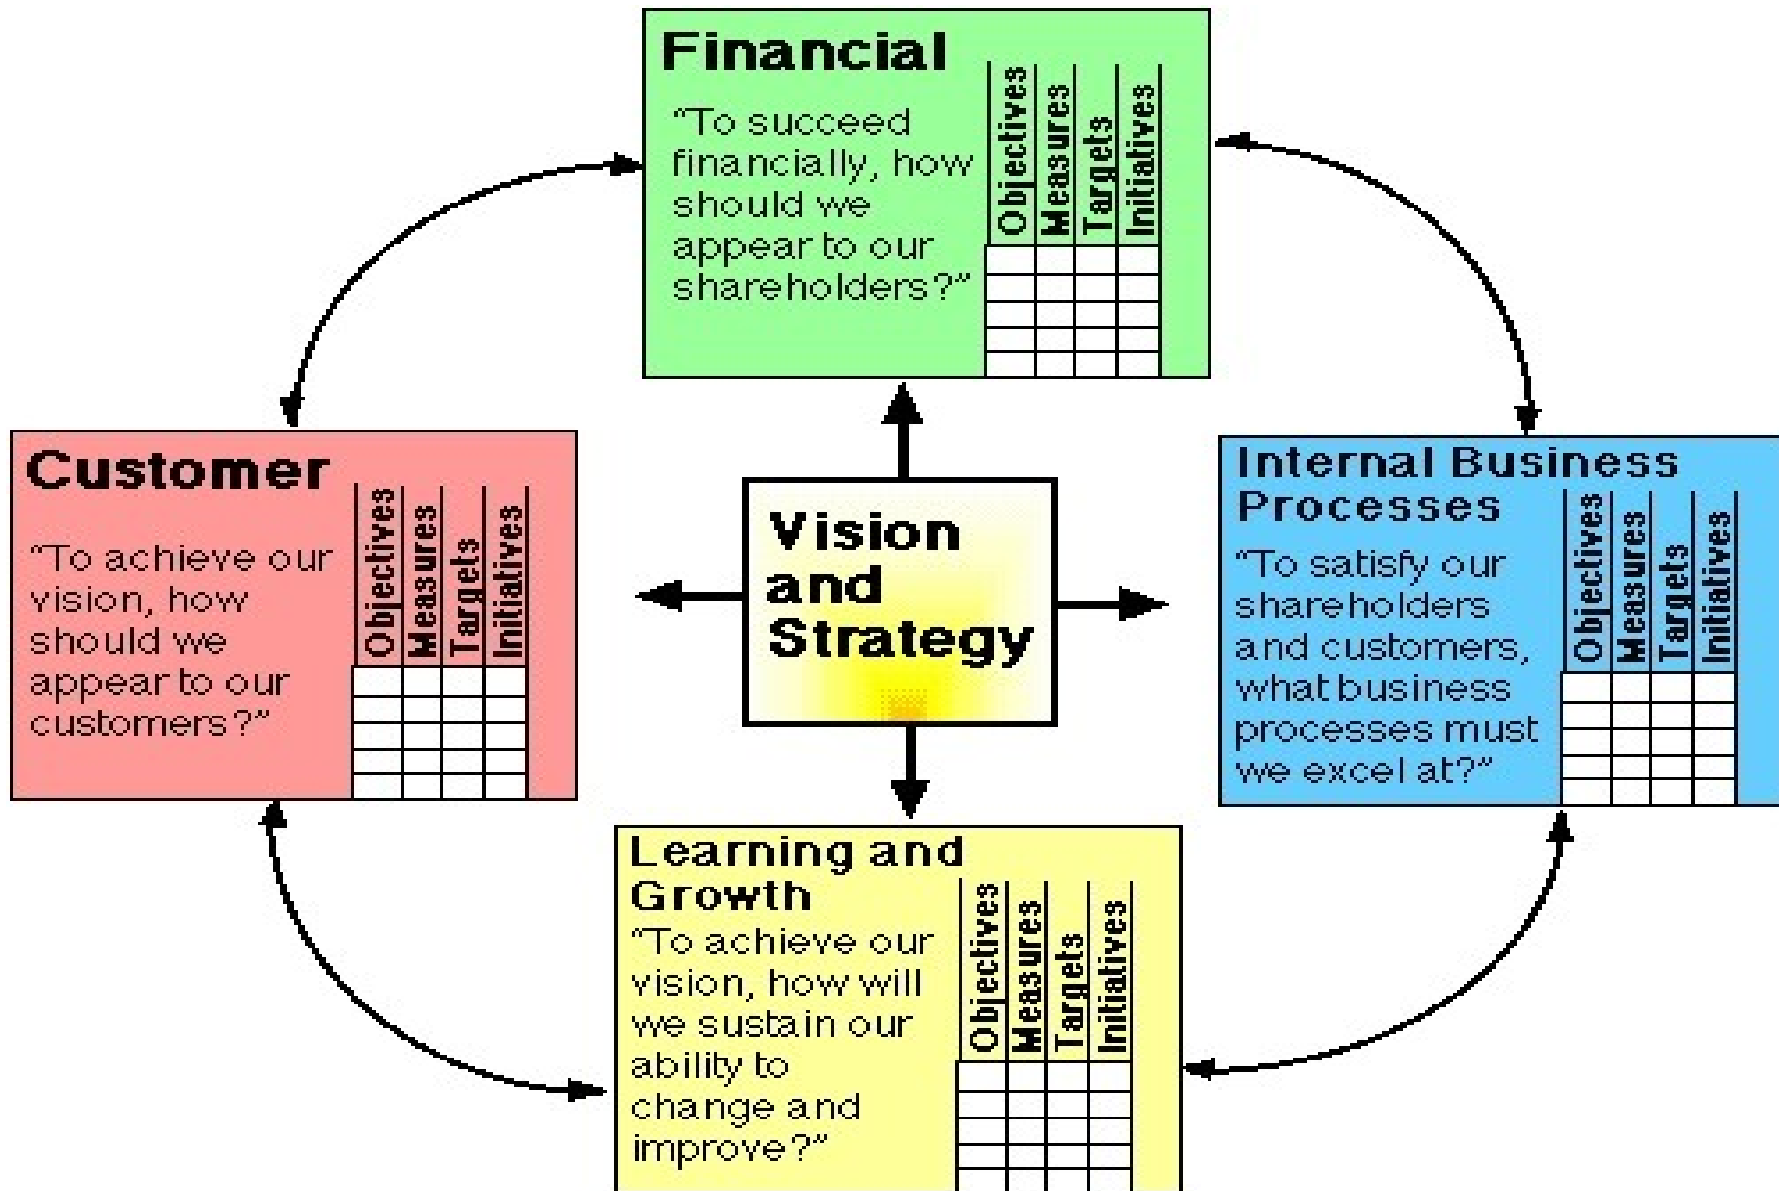 Financial
“To succeed
financially, how
should we
appear to our
shareholders?”
Objectives
Measures
Targets
Initiatives
Customer
“To achieve our
vision, how
should we
appear to our
customers?”
Objectives
Measures
Targets
Initiatives
Vision
and
Strategy
Internal Business
Processes
“To satisfy our
shareholders
and customers,
what business
processes must
we excel at?”
Objectives
Measures
Targets
Initiatives
Learning and
Growth
“To achieve our
vision, how will
we sustain our
ability to
change and
improve?”
Objectives
Measures
Targets
Initiatives